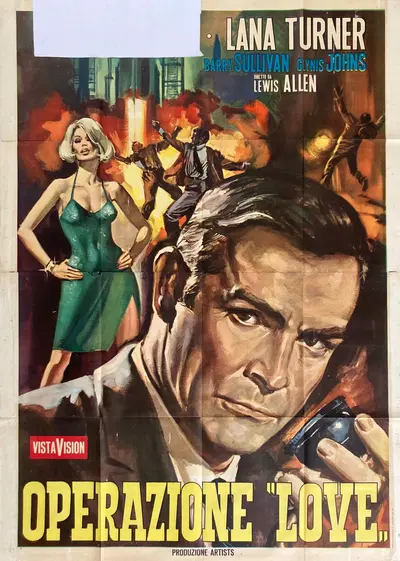 • LANA TURNER
BARRY SULLIVAN GLYNIS JOHNS
DIRETTO DA
LEWIS ALLEN
VISTAVISION
OPERAZIONE "LOVE„
PRODUZIONE ARTISTS